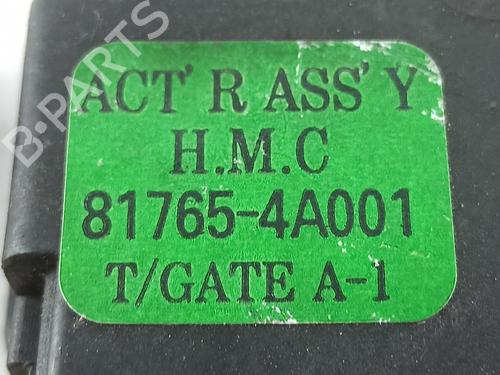 ACT' R ASS' Y
H.M.C
81765-4A001
T/GATE A-1
B-PARTS